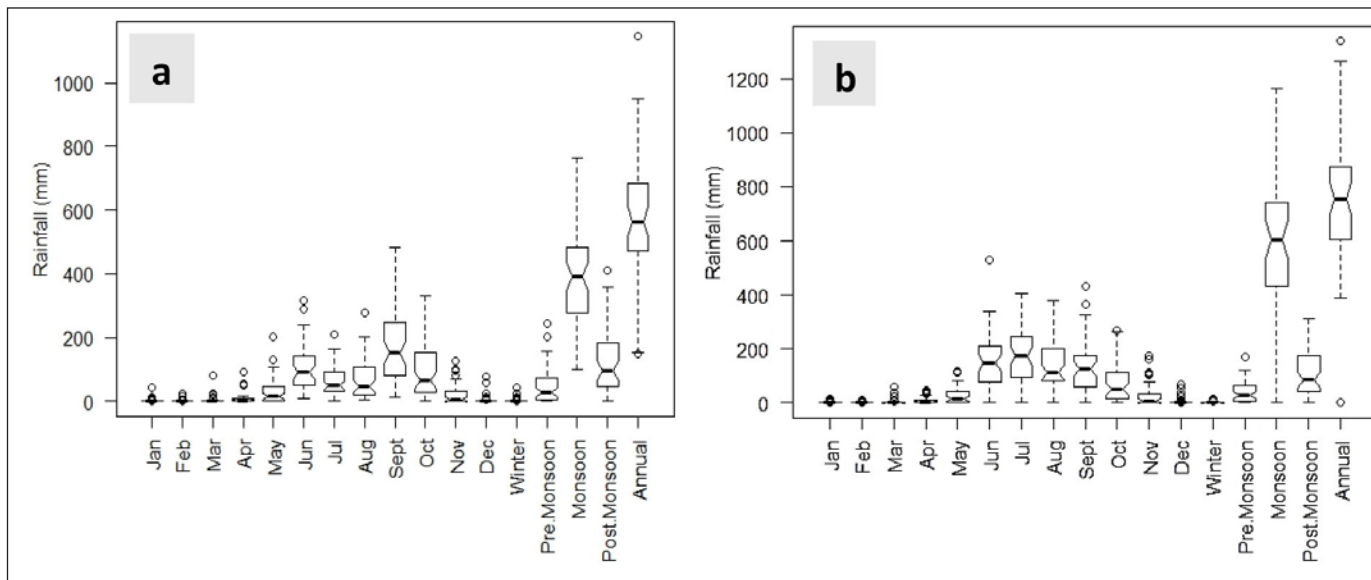 a
Rainfall (mm)
1000
800
600
400
200
0
Jan
Feb
Mar
Apr
May
Jun
Jul
Aug
Sept
Oct
Nov
Dec
Winter
Pre.Monsoon
Monsoon
Post.Monsoon
Annual
b
Rainfall (mm)
1200
1000
800
600
400
200
0
Jan
Feb
Mar
Apr
May
Jun
Jul
Aug
Sept
Oct
Nov
Dec
Winter
Pre.Monsoon
Monsoon
Post.Monsoon
Annual